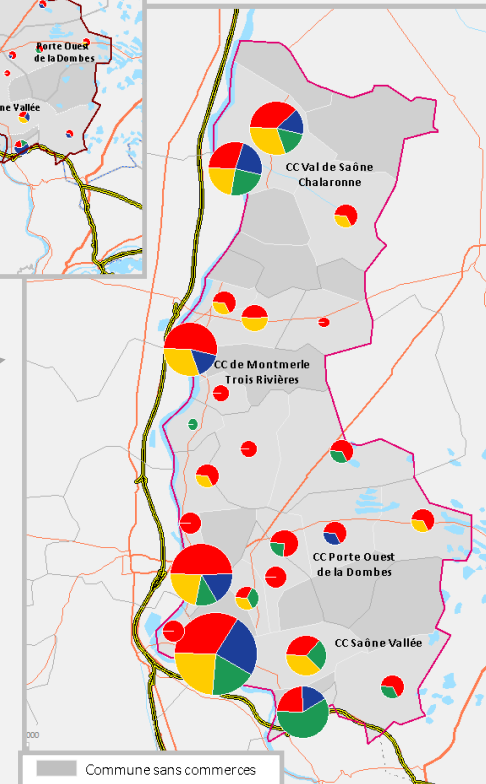 Porte Ouest
de la Dombes
ne Vallée
CC Val de Saône
Chalaronne
CC de Montmerle
Trois Rivières
CC Porte Ouest
de la Dombes
CC Saône Vallée
000
Commune sans commerces